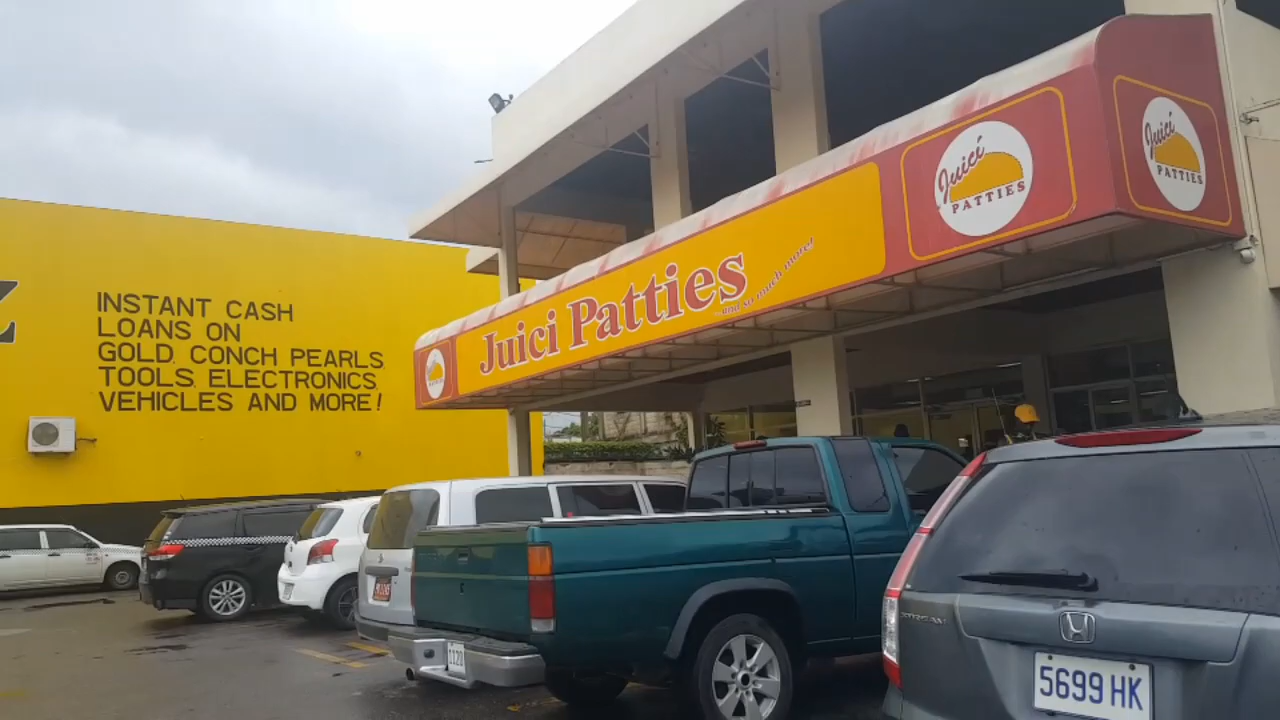 INSTANT CASH
LOANS ON
GOLD, CONCH PEARLS,
TOOLS, ELECTRONICS,
VEHICLES AND MORE!
Juici Patties
...and so much more!
Juici
PATTIES
Juici
PATTIES
1120
5699 HK